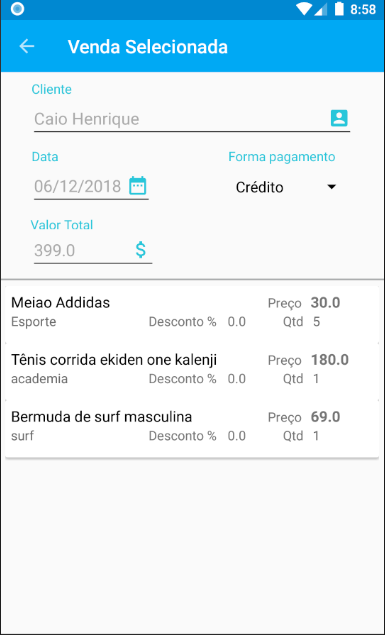 8:58
Venda Selecionada
Cliente
Caio Henrique
Data
Forma pagamento
06/12/2018
Crédito
Valor Total
399.0
$
Meiao Addidas
Preço 30.0
Esporte
Desconto % 0.0
Qtd 5
Tênis corrida ekiden one kalenji
Preço 180.0
academia
Desconto % 0.0
Qtd 1
Bermuda de surf masculina
Preço 69.0
surf
Desconto % 0.0
Qtd 1